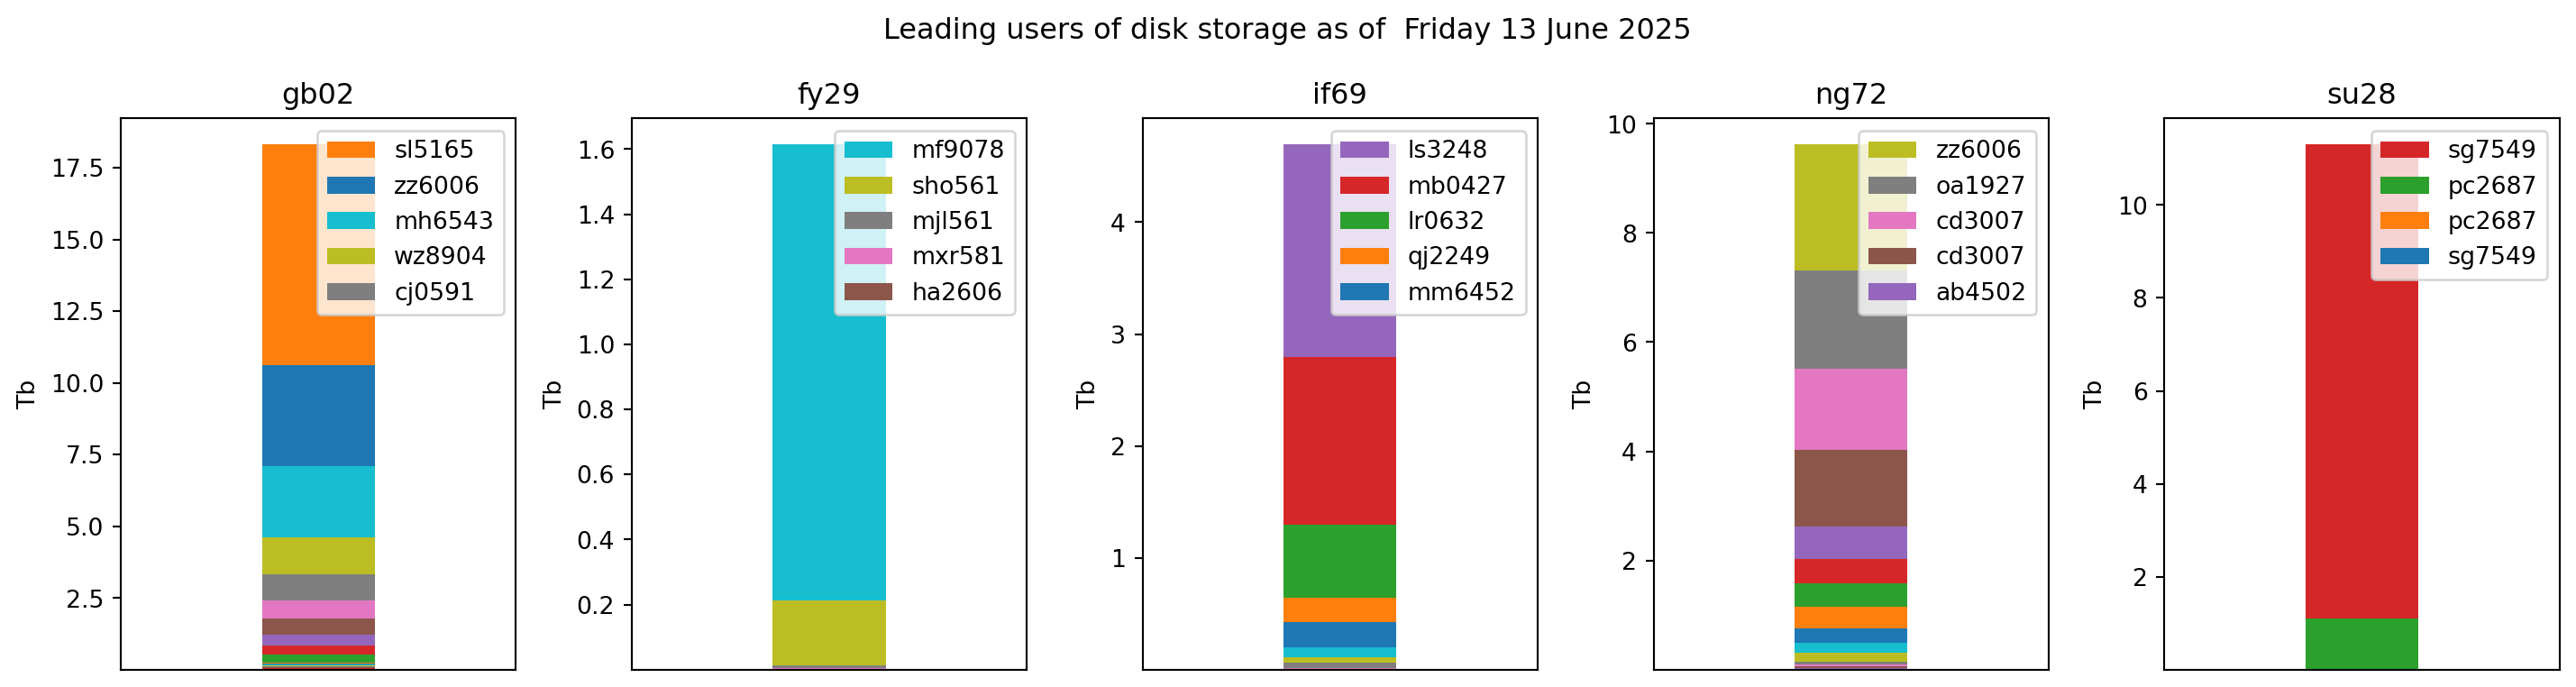 Leading users of disk storage as of  Friday 13 June 2025
gb02
Tb
17.5
15.0
12.5
10.0
7.5
5.0
2.5
sl5165
zz6006
mh6543
wz8904
cj0591
fy29
Tb
1.6
1.4
1.2
1.0
0.8
0.6
0.4
0.2
mf9078
sho561
mjl561
mxr581
ha2606
if69
Tb
4
3
2
1
ls3248
mb0427
lr0632
qj2249
mm6452
ng72
Tb
10
8
6
4
2
zz6006
oa1927
cd3007
cd3007
ab4502
su28
Tb
10
8
6
4
2
sg7549
pc2687
pc2687
sg7549